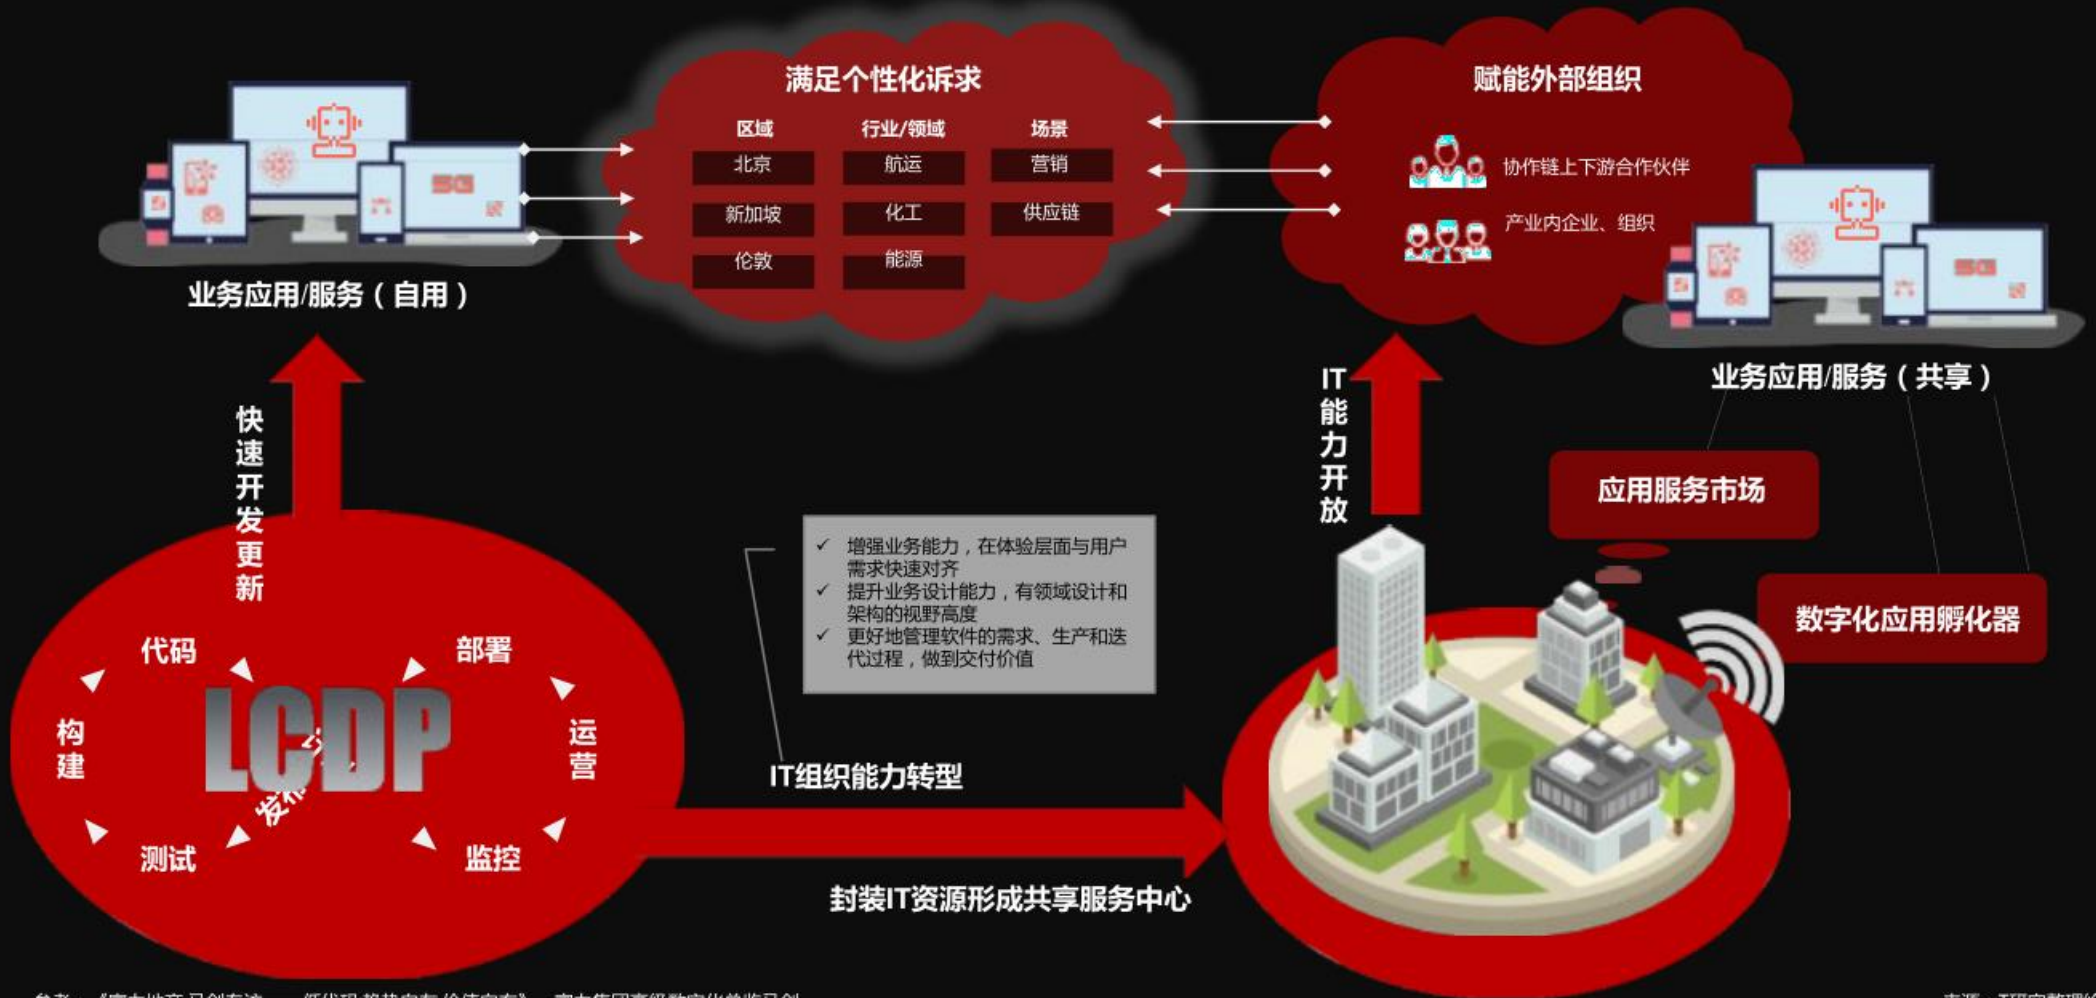 满足个性化诉求
区域 行业/领域 场景
北京 航运 营销
新加坡 化工 供应链
伦敦 能源
赋能外部组织
协作链上下游合作伙伴
产业内企业、组织
5G
5G
业务应用/服务（自用）
业务应用/服务（共享）
快速开发更新
IT能力开放
应用服务市场
数字化应用孵化器
✓ 增强业务能力，在体验层面与用户
需求快速对齐
✓ 提升业务设计能力，有领域设计和
架构的视野高度
✓ 更好地管理软件的需求、生产和迭
代过程，做到交付价值
代码
部署
构建
LCDP
运营
发布
测试
监控
IT组织能力转型
封装IT资源形成共享服务中心